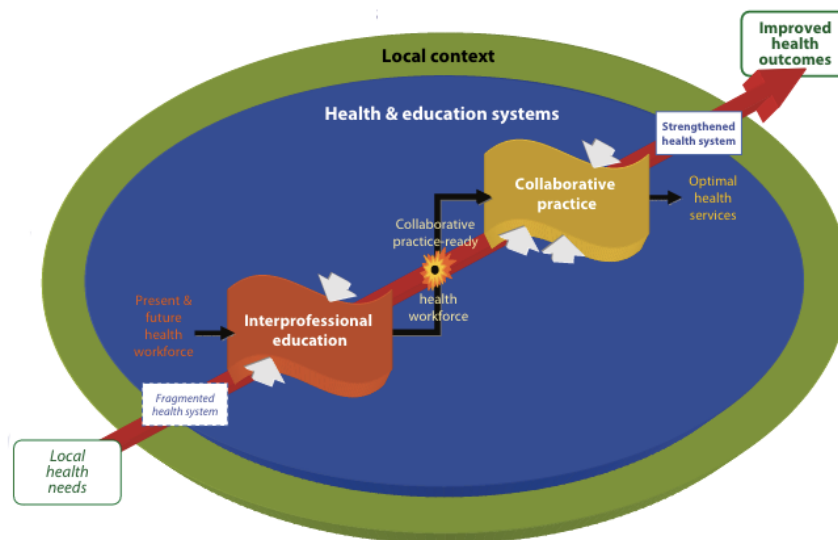 Improved
health
outcomes
Local context
Health & education systems
Strengthened
health system
Collaborative
practice
Optimal
health
services
Collaborative
practice-ready
health
workforce
Present &
future
health
workforce
Interprofessional
education
Fragmented
health system
Local
health
needs